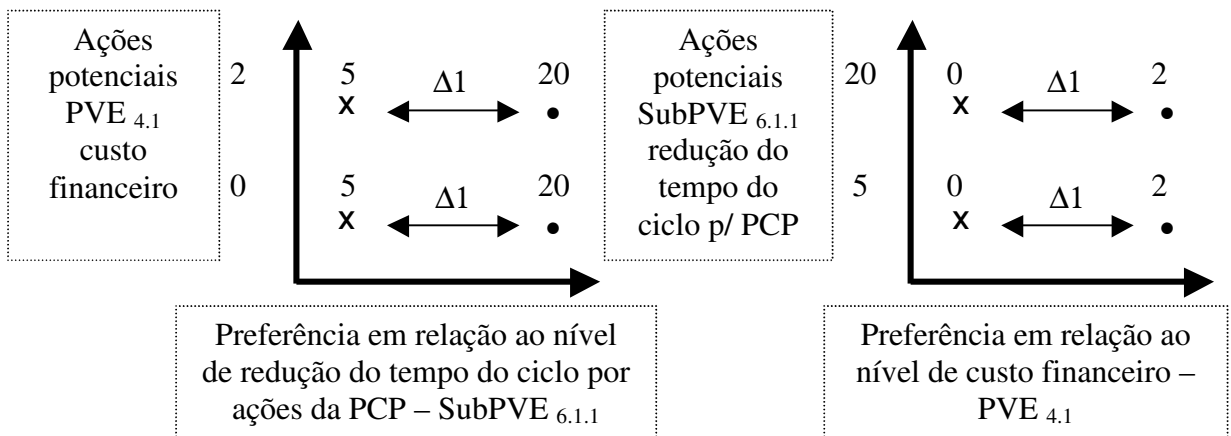 Ações
potenciais
PVE 4.1
custo
financeiro
2
5
20
x
Δ1
•
0
5
20
x
Δ1
•
Preferência em relação ao nível
de redução do tempo do ciclo por
ações da PCP – SubPVE 6.1.1
Ações
potenciais
SubPVE 6.1.1
redução do
tempo do
ciclo p/ PCP
20
0
2
x
Δ1
•
5
0
2
x
Δ1
•
Preferência em relação ao
nível de custo financeiro –
PVE 4.1